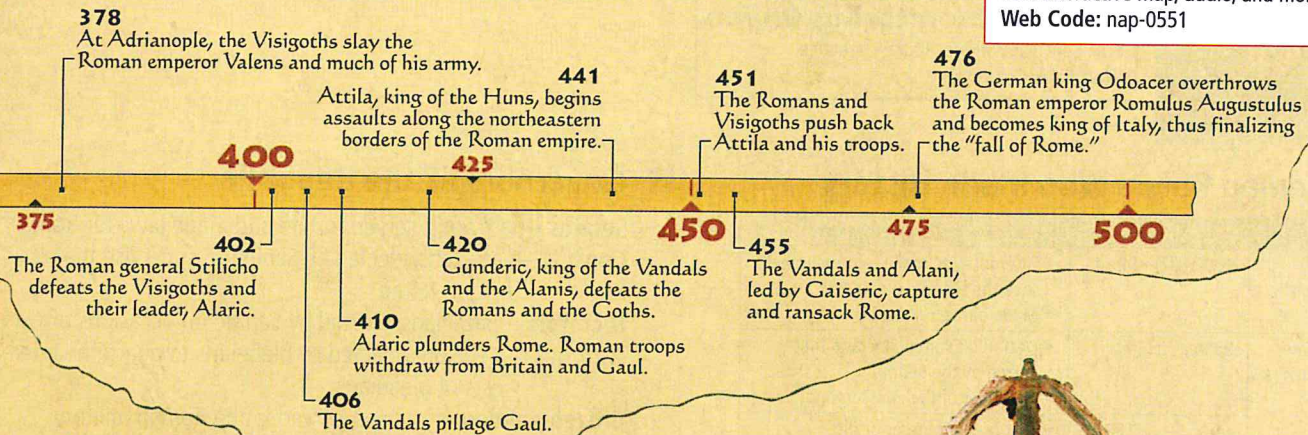 Web Code: nap-0551
378
At Adrianople, the Visigoths slay the
Roman emperor Valens and much of his army.
441
Attila, king of the Huns, begins
assaults along the northeastern
borders of the Roman empire.
451
The Romans and
Visigoths push back
Attila and his troops.
476
The German king Odoacer overthrows
the Roman emperor Romulus Augustulus
and becomes king of Italy, thus finalizing
the "fall of Rome."
400
425
375
450
475
500
402
The Roman general Stilicho
defeats the Visigoths and
their leader, Alaric.
420
Gunderic, king of the Vandals
and the Alanis, defeats the
Romans and the Goths.
455
The Vandals and Alani,
led by Gaiseric, capture
and ransack Rome.
410
Alaric plunders Rome. Roman troops
withdraw from Britain and Gaul.
406
The Vandals pillage Gaul.